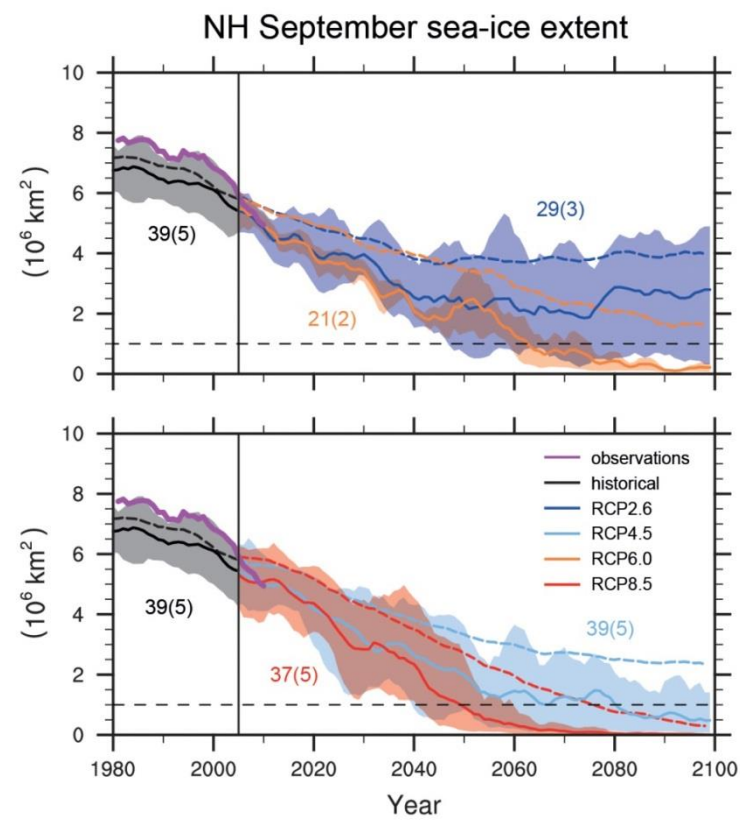 NH September sea-ice extent
10
8
6
4
2
0
(10⁶ km²)
39(5)
29(3)
21(2)
10
8
6
4
2
0
(10⁶ km²)
observations
historical
RCP2.6
RCP4.5
RCP6.0
RCP8.5
39(5)
39(5)
37(5)
1980 2000 2020 2040 2060 2080 2100
Year